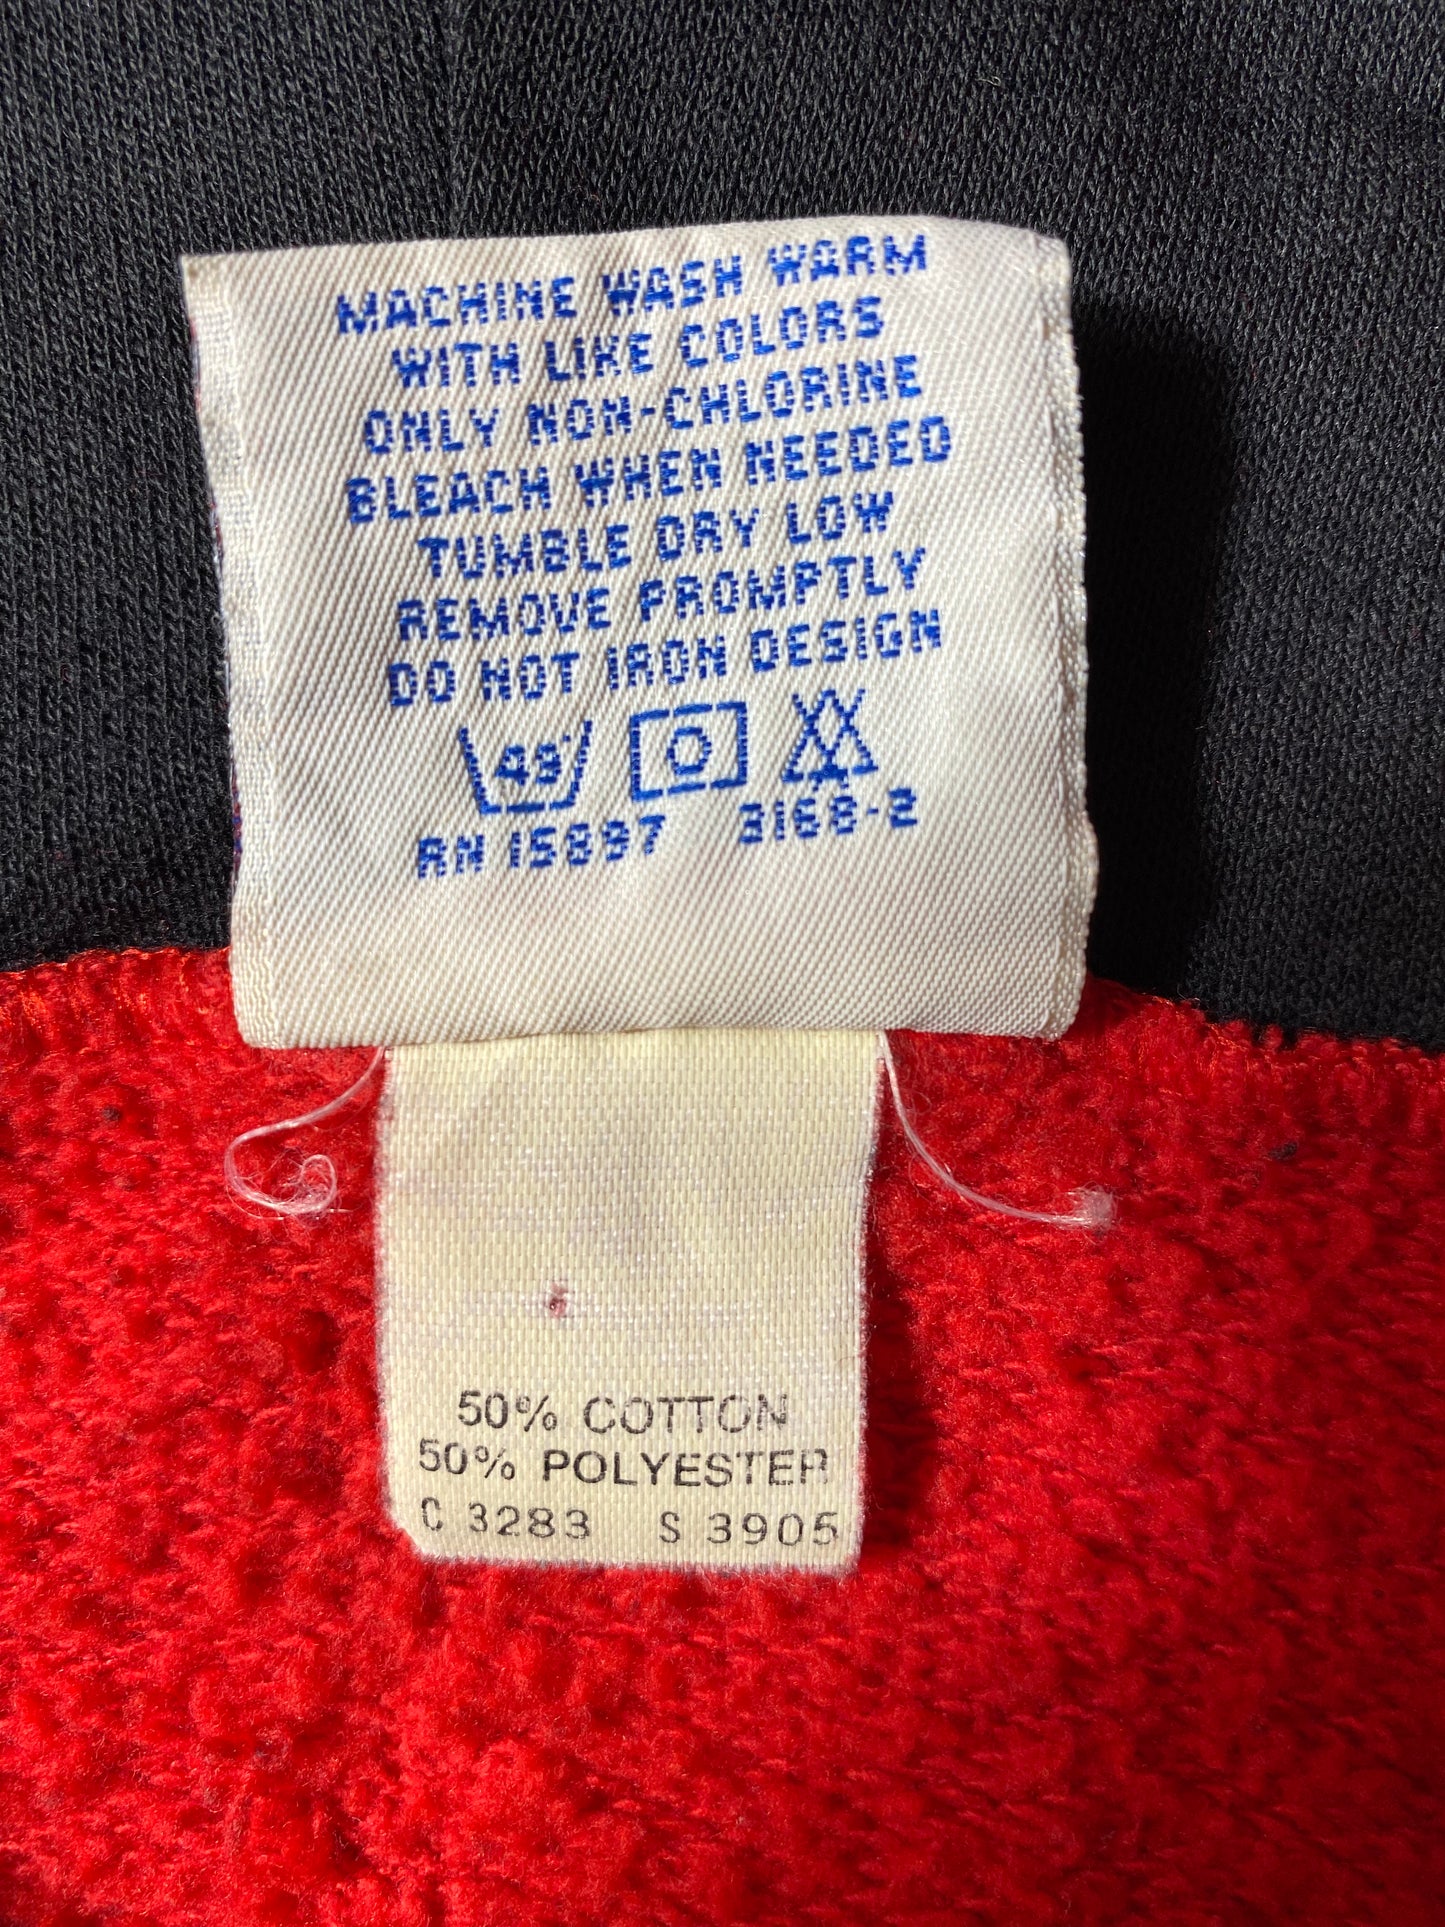 MACHINE WASH WARM
WITH LIKE COLORS
ONLY NON-CHLORINE
BLEACH WHEN NEEDED
TUMBLE DRY LOW
REMOVE PROMPTLY
DO NOT IRON DESIGN
49°
RN 15897 3168-2
50% COTTON
50% POLYESTER
C 3283 S 3905